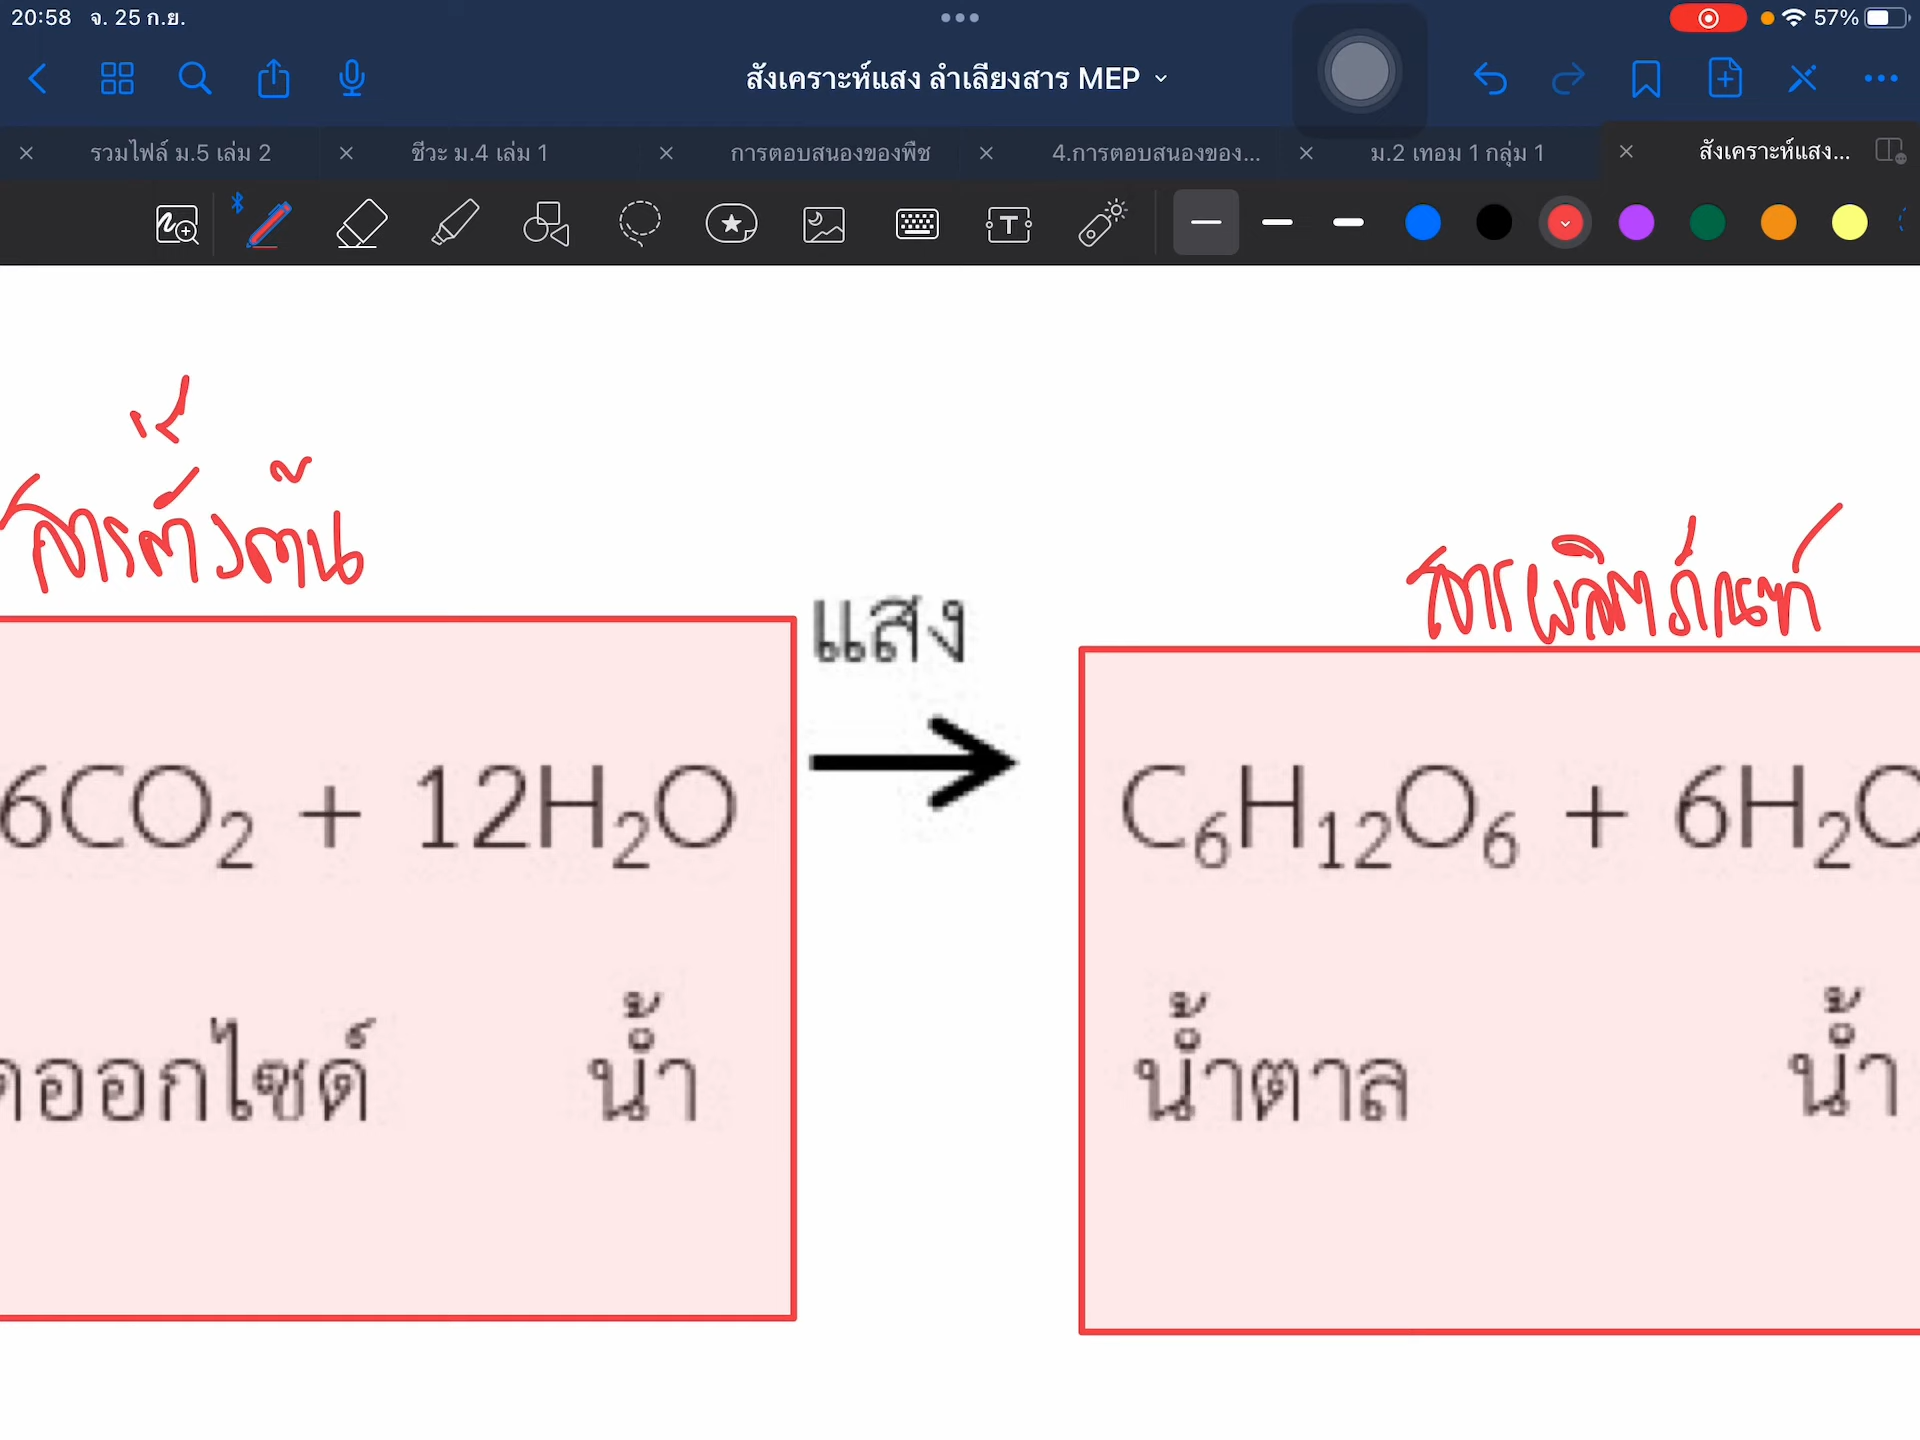 20:58 จ. 25 ก.ย.
57%
สังเคราะห์แสง ลำเลียงสาร MEP
รวมไฟล์ ม.5 เล่ม 2
ชีวะ ม.4 เล่ม 1
การตอบสนองของพืช
4.การตอบสนองของ...
ม.2 เทอม 1 กลุ่ม 1
สังเคราะห์แสง...
T
สารตั้งต้น
สารผลิตภัณฑ์
แสง
6CO₂ + 12H₂O
C₆H₁₂O₆ + 6H₂O
ดออกไซด์ น้ำ
น้ำตาล น้ำ